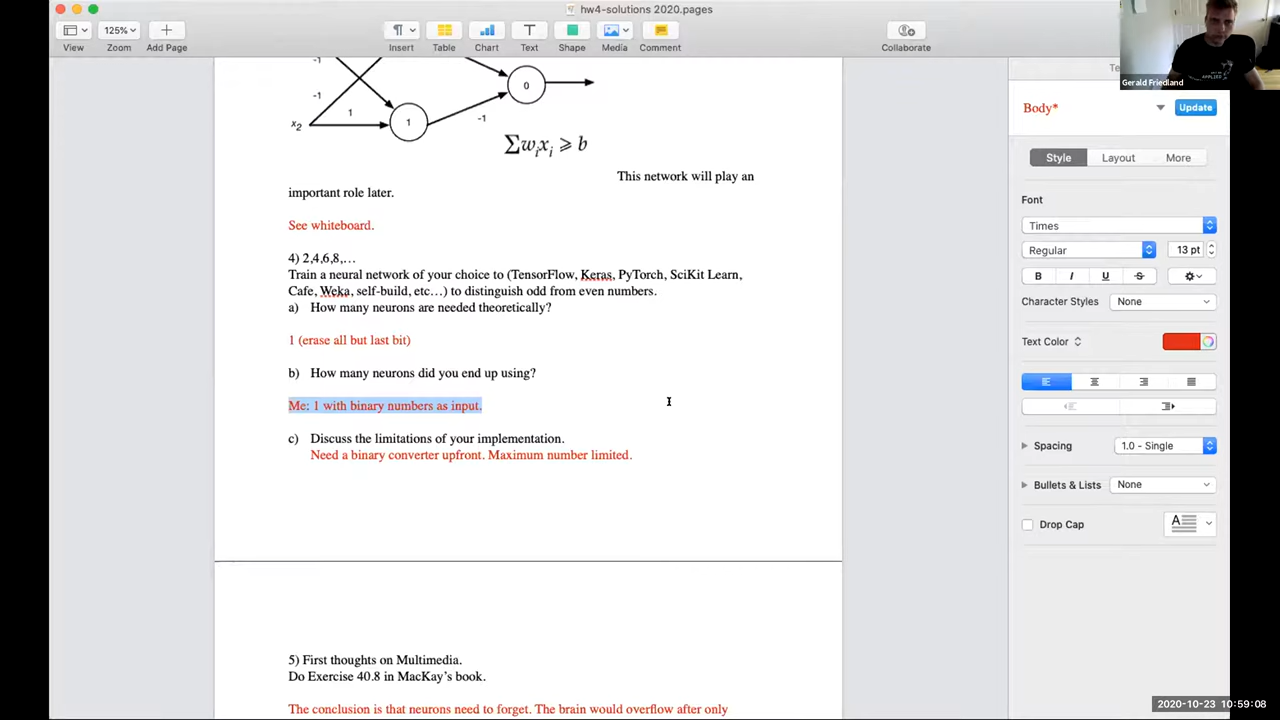 hw4-solutions 2020.pages
125%
View
Zoom
Add Page
Insert
Table
Chart
Text
Shape
Media
Comment
Collaborate
Gerald Friedland
-1
-1
1
x2
1
0
-1
∑wixi ⩾ b
This network will play an
important role later.
See whiteboard.
4) 2,4,6,8,…
Train a neural network of your choice to (TensorFlow, Keras, PyTorch, SciKit Learn,
Cafe, Weka, self-build, etc…) to distinguish odd from even numbers.
a) How many neurons are needed theoretically?
1 (erase all but last bit)
b) How many neurons did you end up using?
Me: 1 with binary numbers as input.
c) Discuss the limitations of your implementation.
Need a binary converter upfront. Maximum number limited.
5) First thoughts on Multimedia.
Do Exercise 40.8 in MacKay's book.
The conclusion is that neurons need to forget. The brain would overflow after only
Body*
Update
Style
Layout
More
Font
Times
Regular
13 pt
B
I
U
S
Character Styles
None
Text Color
Spacing
1.0 - Single
Bullets & Lists
None
Drop Cap
A
2020-10-23 10:59:08